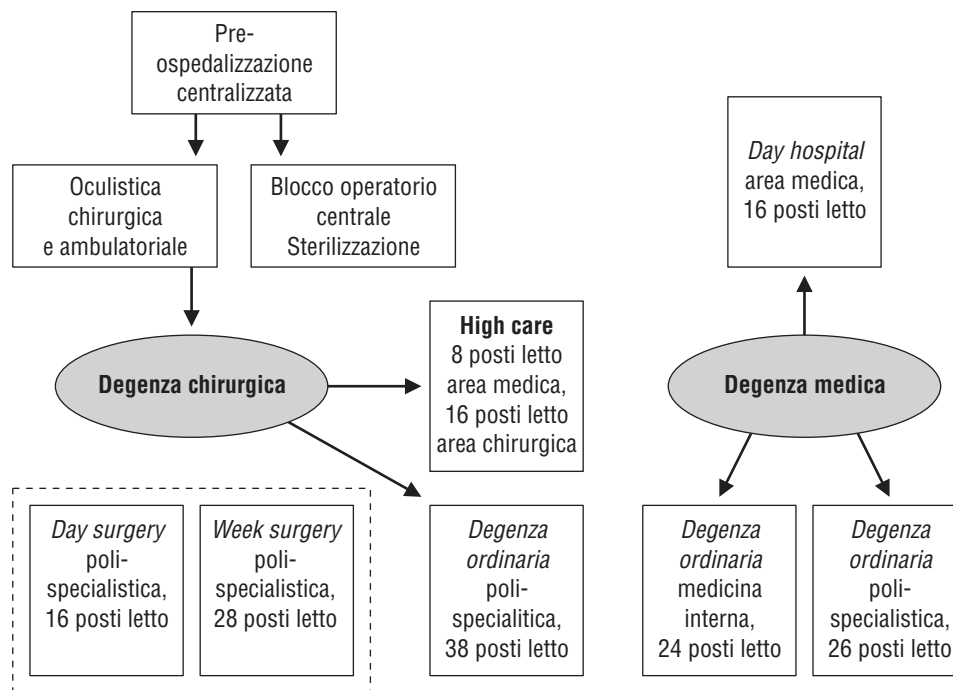 Pre-
ospedalizzazione
centralizzata
Oculistica
chirurgica
e ambulatoriale
Blocco operatorio
centrale
Sterilizzazione
Day hospital
area medica,
16 posti letto
Degenza chirurgica
High care
8 posti letto
area medica,
16 posti letto
area chirurgica
Degenza medica
Day surgery
poli-
specialistica,
16 posti letto
Week surgery
poli-
specialistica,
28 posti letto
Degenza
ordinaria
poli-
specialitica,
38 posti letto
Degenza
ordinaria
medicina
interna,
24 posti letto
Degenza
ordinaria
poli-
specialistica,
26 posti letto